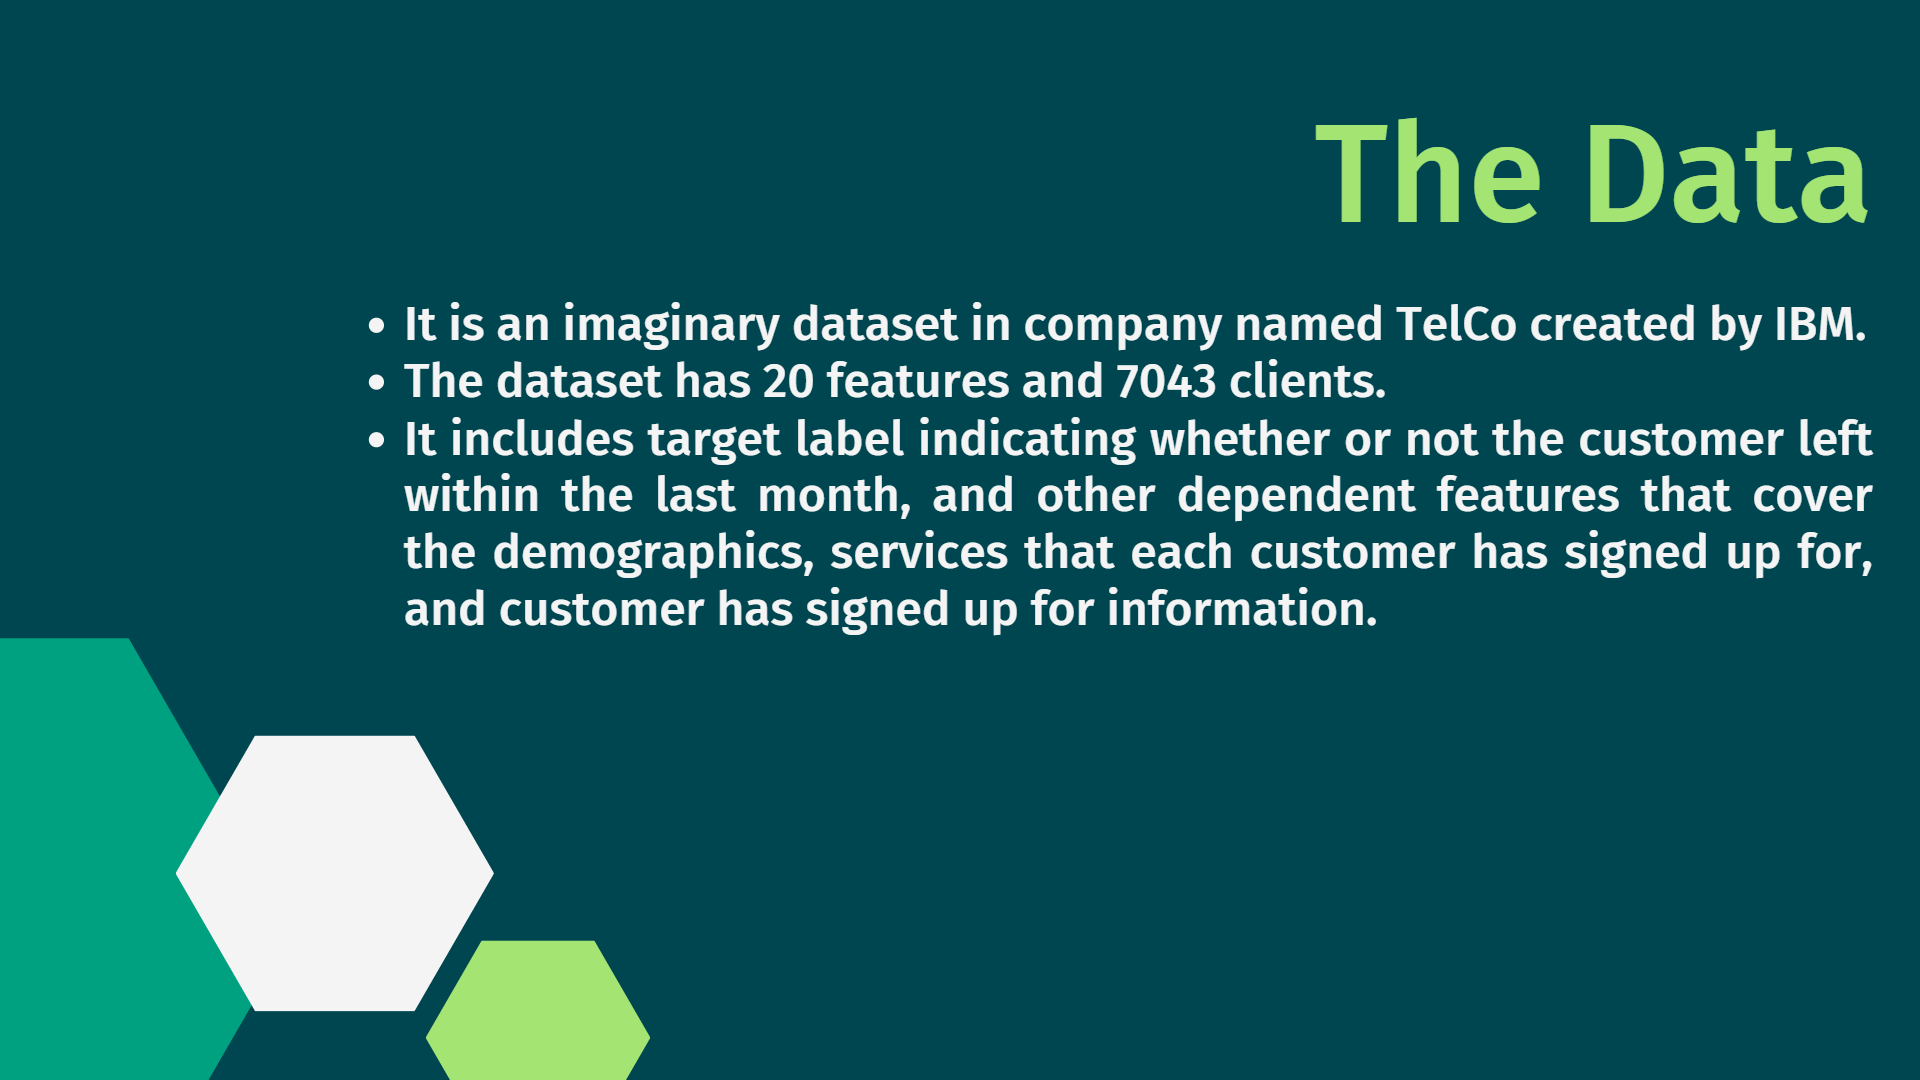 The Data
• It is an imaginary dataset in company named TelCo created by IBM.
• The dataset has 20 features and 7043 clients.
• It includes target label indicating whether or not the customer left
within the last month, and other dependent features that cover
the demographics, services that each customer has signed up for,
and customer has signed up for information.